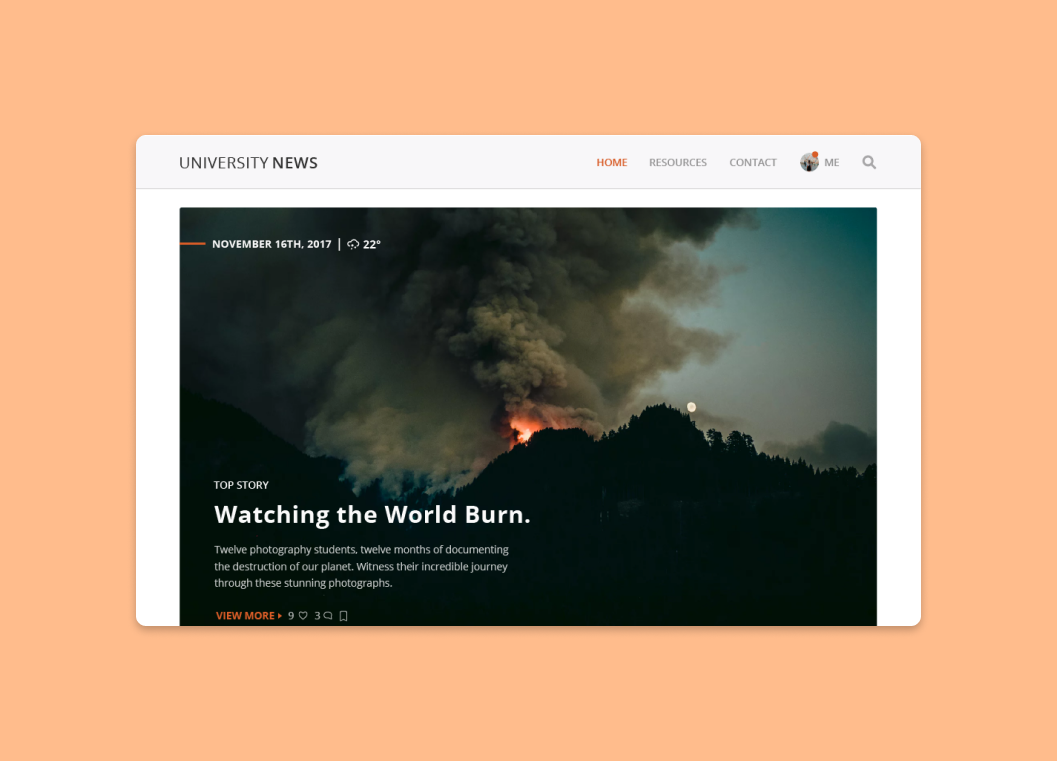 UNIVERSITY NEWS
HOME RESOURCES CONTACT ME
NOVEMBER 16TH, 2017 | 22°
TOP STORY
Watching the World Burn.
Twelve photography students, twelve months of documenting
the destruction of our planet. Witness their incredible journey
through these stunning photographs.
VIEW MORE 9 3